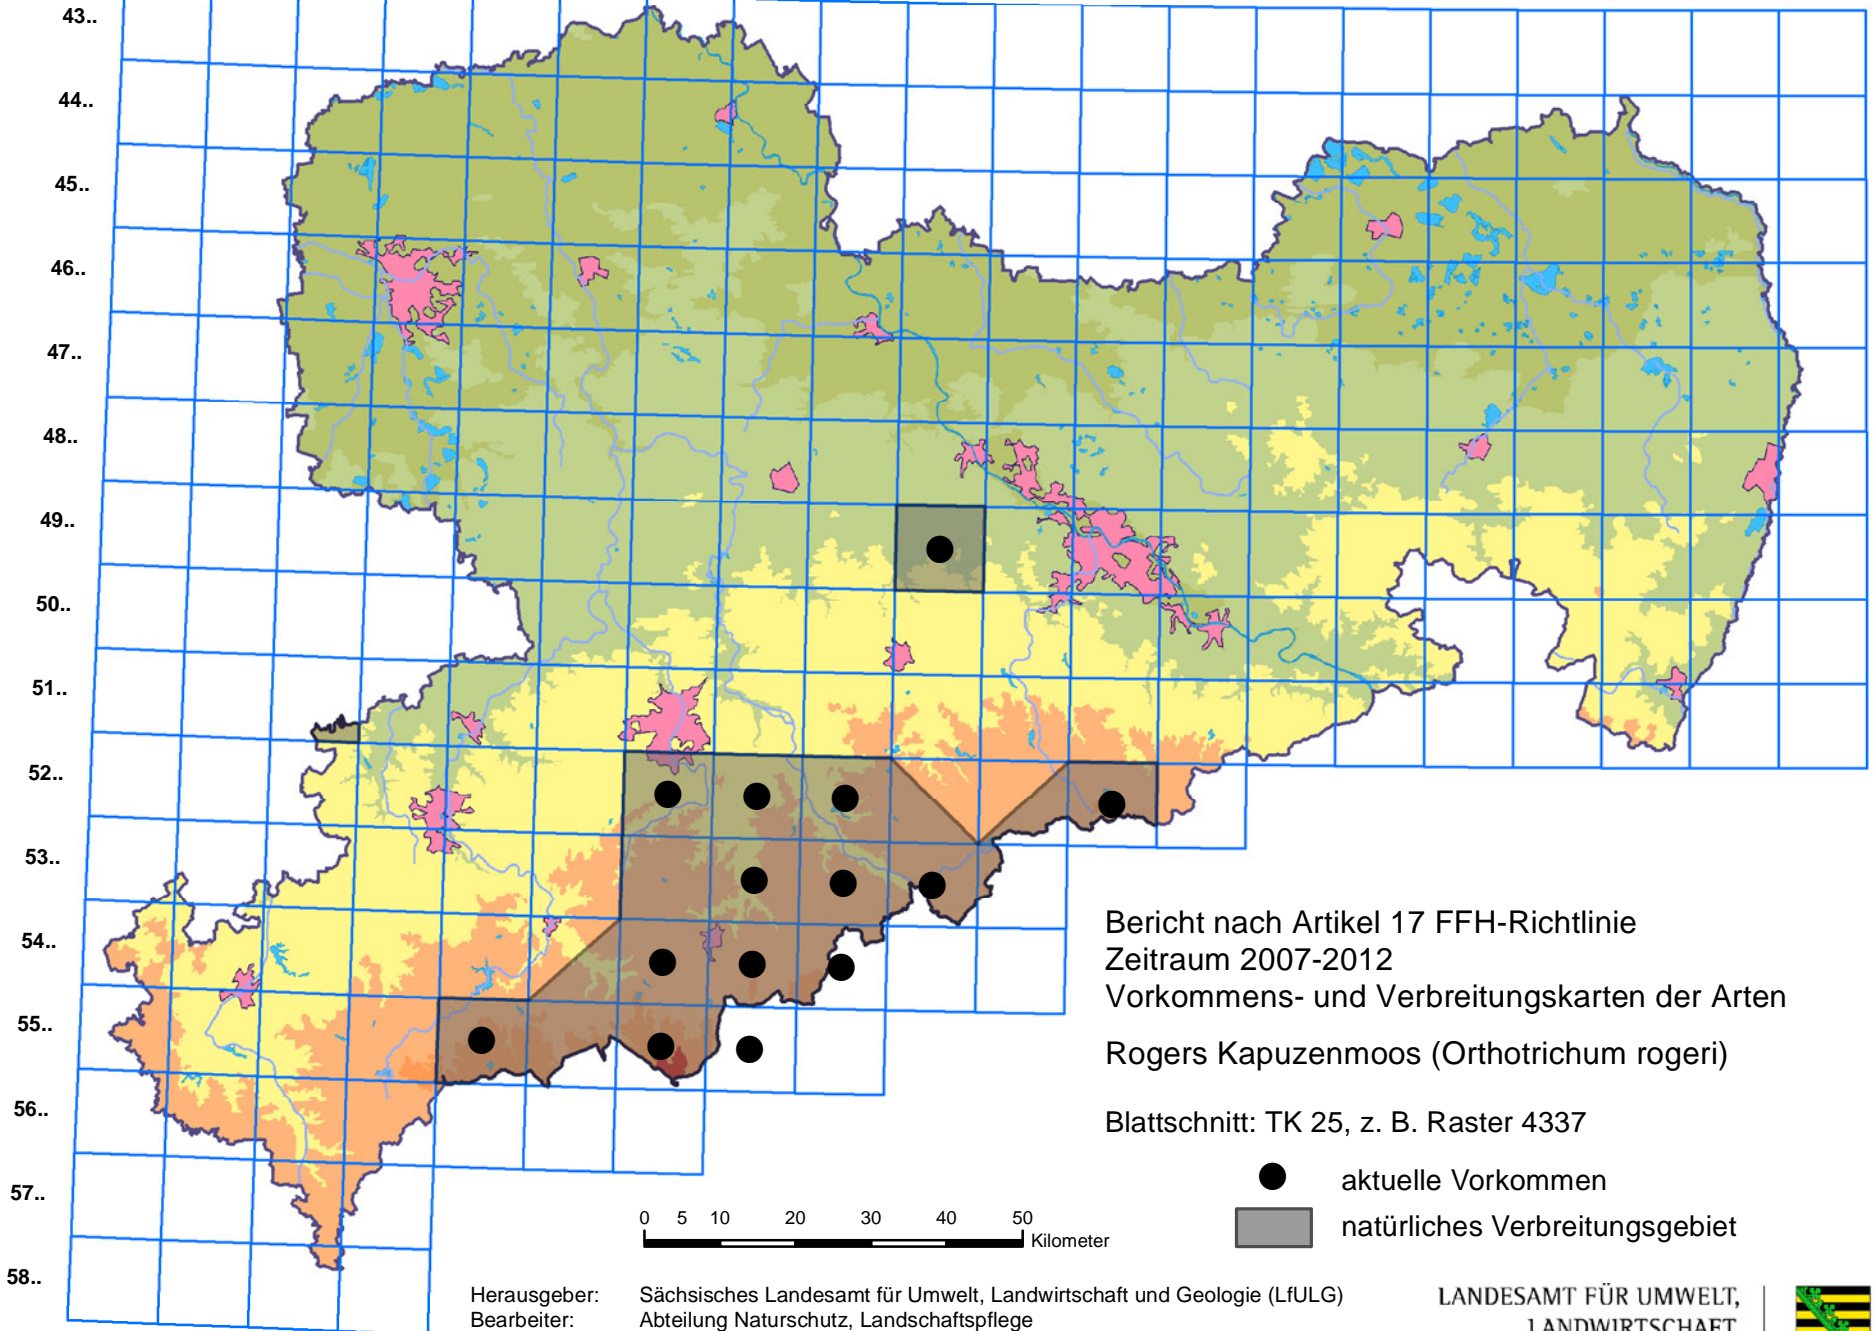 43..
44..
45..
46..
47..
48..
49..
50..
51..
52..
53..
54..
55..
56..
57..
58..
Bericht nach Artikel 17 FFH-Richtlinie
Zeitraum 2007-2012
Vorkommens- und Verbreitungskarten der Arten
Rogers Kapuzenmoos (Orthotrichum rogeri)
Blattschnitt: TK 25, z. B. Raster 4337
aktuelle Vorkommen
natürliches Verbreitungsgebiet
0 5 10 20 30 40 50
Kilometer
Herausgeber: Sächsisches Landesamt für Umwelt, Landwirtschaft und Geologie (LfULG)
Bearbeiter: Abteilung Naturschutz, Landschaftspflege
LANDESAMT FÜR UMWELT,
LANDWIRTSCHAFT